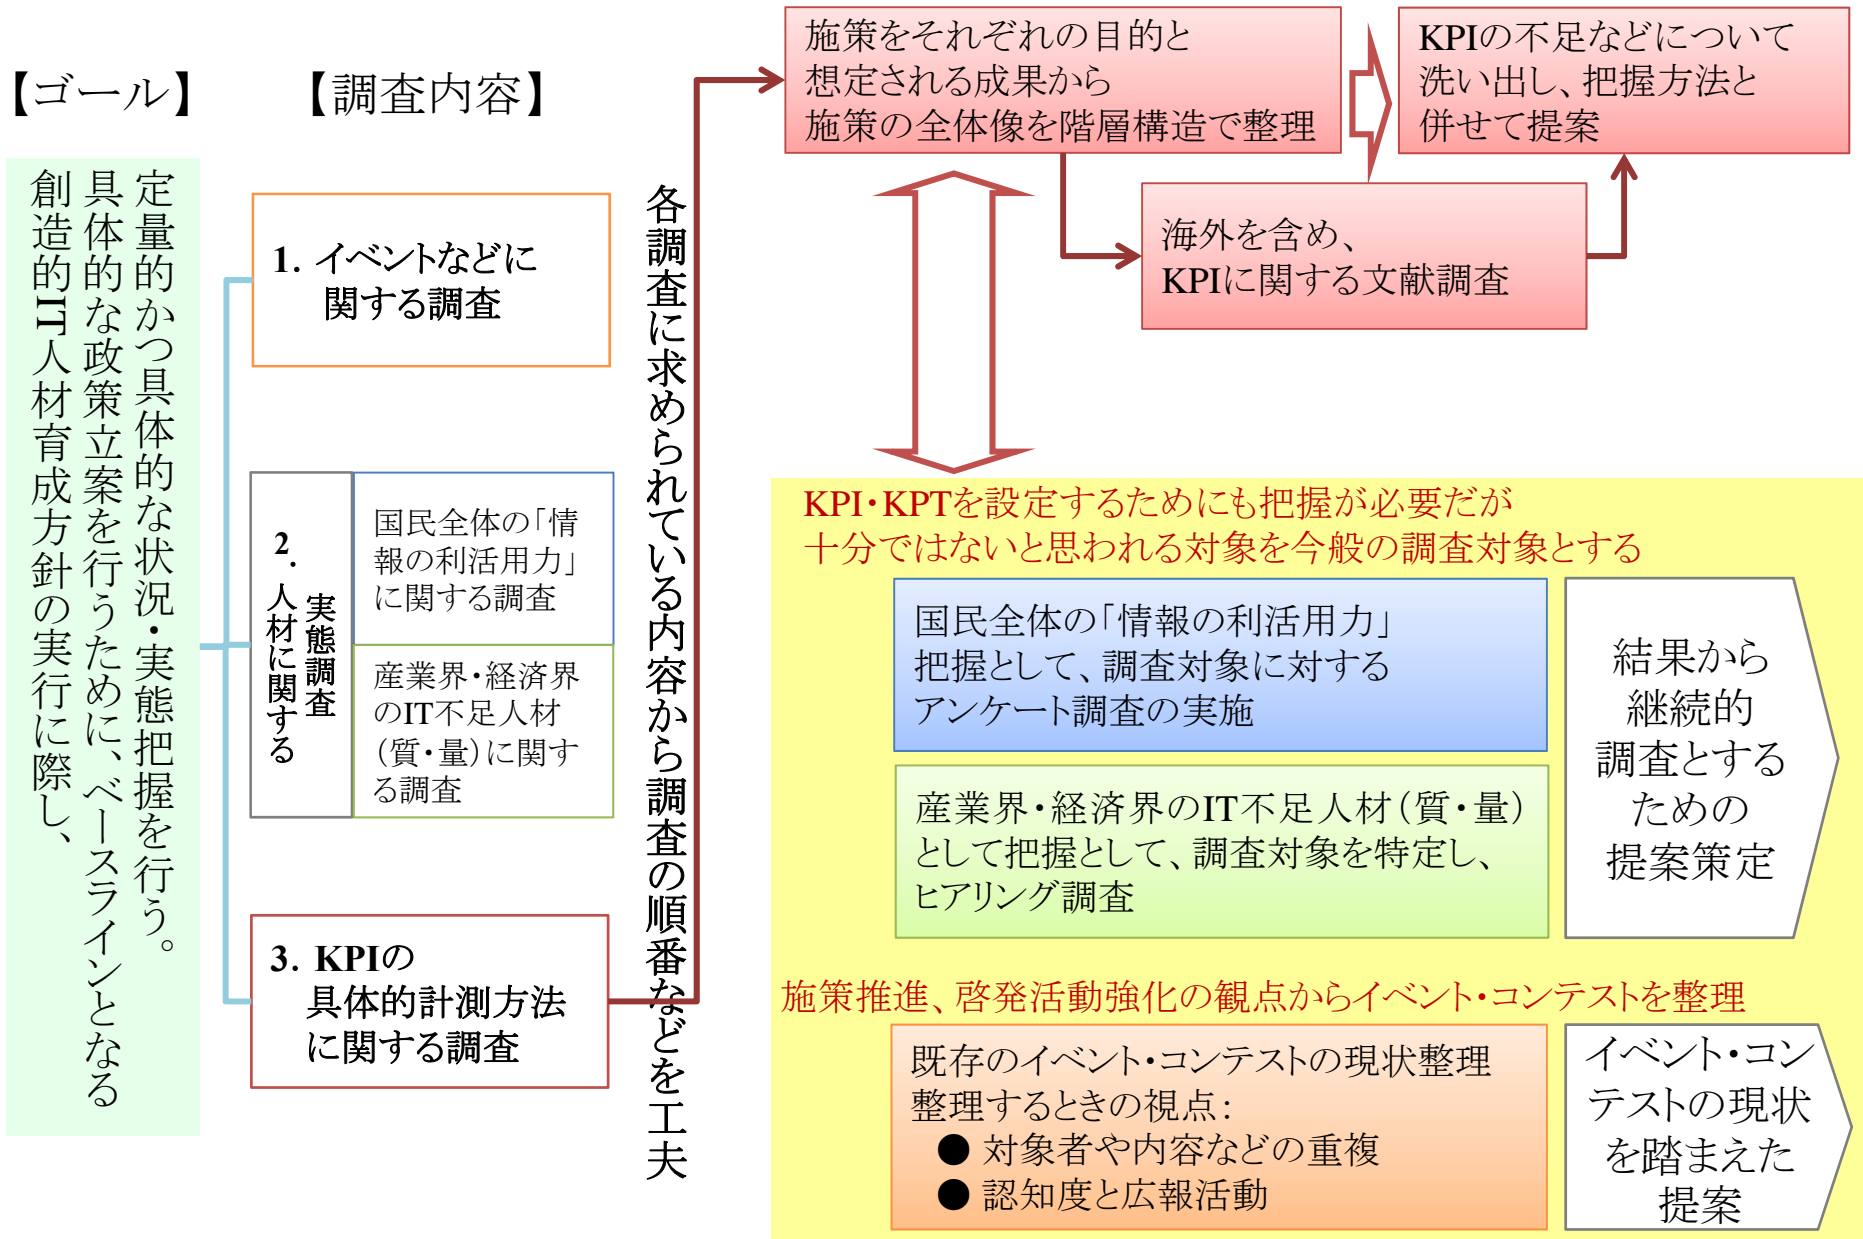 【ゴール】
【調査内容】
創造的IT人材育成方針の実行に際し、
具体的な政策立案を行うために、ベースラインとなる
定量的かつ具体的な状況・実態把握を行う。
1. イベントなどに
関する調査
2. 人材に関する
実態調査
国民全体の「情
報の利活用力」
に関する調査
産業界・経済界
のIT不足人材
（質・量）に関す
る調査
3. KPIの
具体的計測方法
に関する調査
各調査に求められている内容から調査の順番などを工夫
施策をそれぞれの目的と
想定される成果から
施策の全体像を階層構造で整理
KPIの不足などについて
洗い出し、把握方法と
併せて提案
海外を含め、
KPIに関する文献調査
KPI・KPTを設定するためにも把握が必要だが
十分ではないと思われる対象を今般の調査対象とする
国民全体の「情報の利活用力」
把握として、調査対象に対する
アンケート調査の実施
産業界・経済界のIT不足人材（質・量）
として把握として、調査対象を特定し、
ヒアリング調査
結果から
継続的
調査とする
ための
提案策定
施策推進、啓発活動強化の観点からイベント・コンテストを整理
既存のイベント・コンテストの現状整理
整理するときの視点：
● 対象者や内容などの重複
● 認知度と広報活動
イベント・コン
テストの現状
を踏まえた
提案